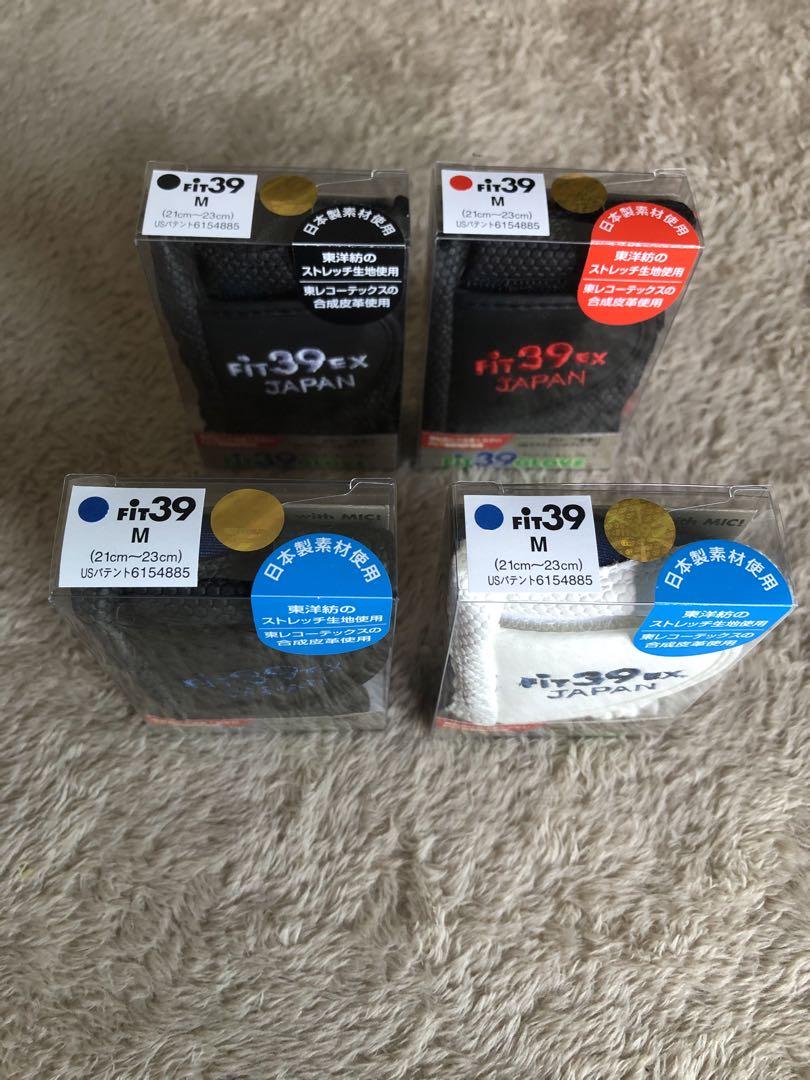 FiT39
M
(21cm～23cm)
USパテント6154885
日本製素材使用
東洋紡の
ストレッチ生地使用
東レコーテックスの
合成皮革使用
FiT39EX
JAPAN
FiT39GLOVE
FiT39
M
(21cm～23cm)
USパテント6154885
日本製素材使用
東洋紡の
ストレッチ生地使用
東レコーテックスの
合成皮革使用
FiT39EX
JAPAN
FiT39GLOVE
FiT39
M
(21cm～23cm)
USパテント6154885
with MIC!
日本製素材使用
東洋紡の
ストレッチ生地使用
東レコーテックスの
合成皮革使用
FiT39EX
JAPAN
FiT39
M
(21cm～23cm)
USパテント6154885
with MIC!
日本製素材使用
東洋紡の
ストレッチ生地使用
東レコーテックスの
合成皮革使用
FiT39EX
JAPAN